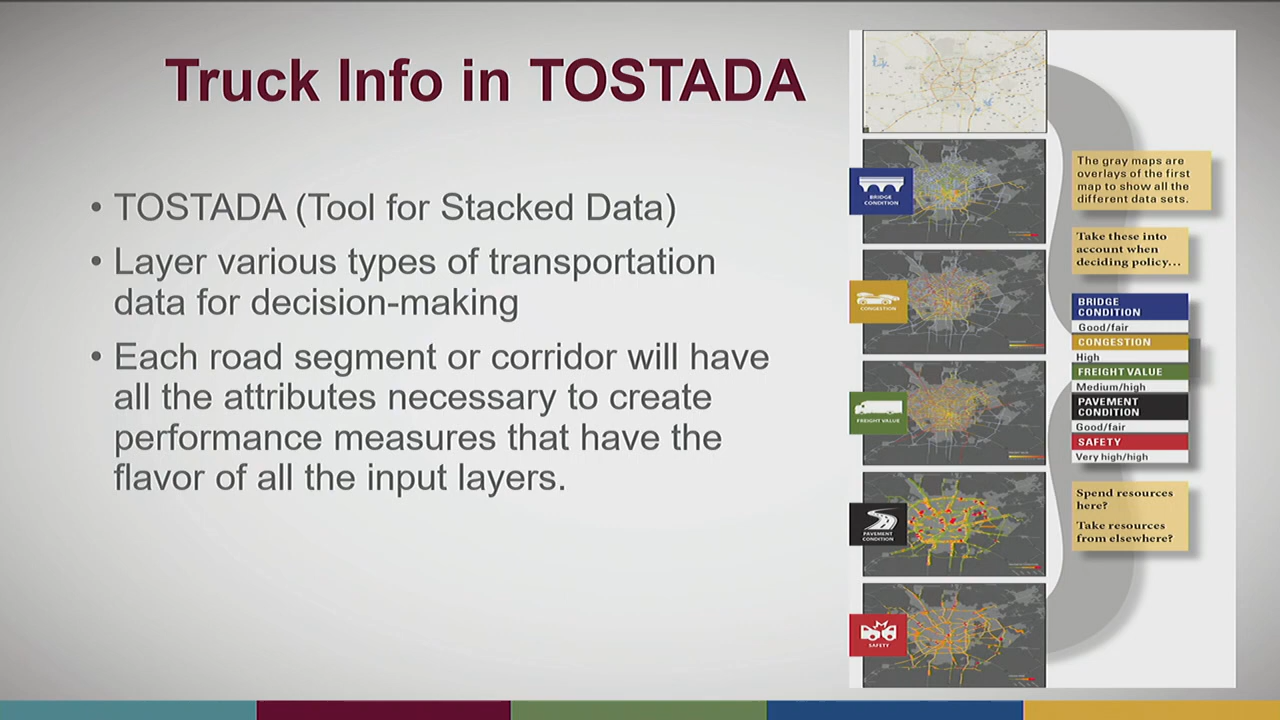 Truck Info in TOSTADA
• TOSTADA (Tool for Stacked Data)
• Layer various types of transportation
data for decision-making
• Each road segment or corridor will have
all the attributes necessary to create
performance measures that have the
flavor of all the input layers.
BRIDGE
CONDITION
CONGESTION
FREIGHT VALUE
PAVEMENT
CONDITION
SAFETY
The gray maps are
overlays of the first
map to show all the
different data sets.
Take these into
account when
deciding policy...
BRIDGE
CONDITION
Good/fair
CONGESTION
High
FREIGHT VALUE
Medium/high
PAVEMENT
CONDITION
Good/fair
SAFETY
Very high/high
Spend resources
here?
Take resources
from elsewhere?